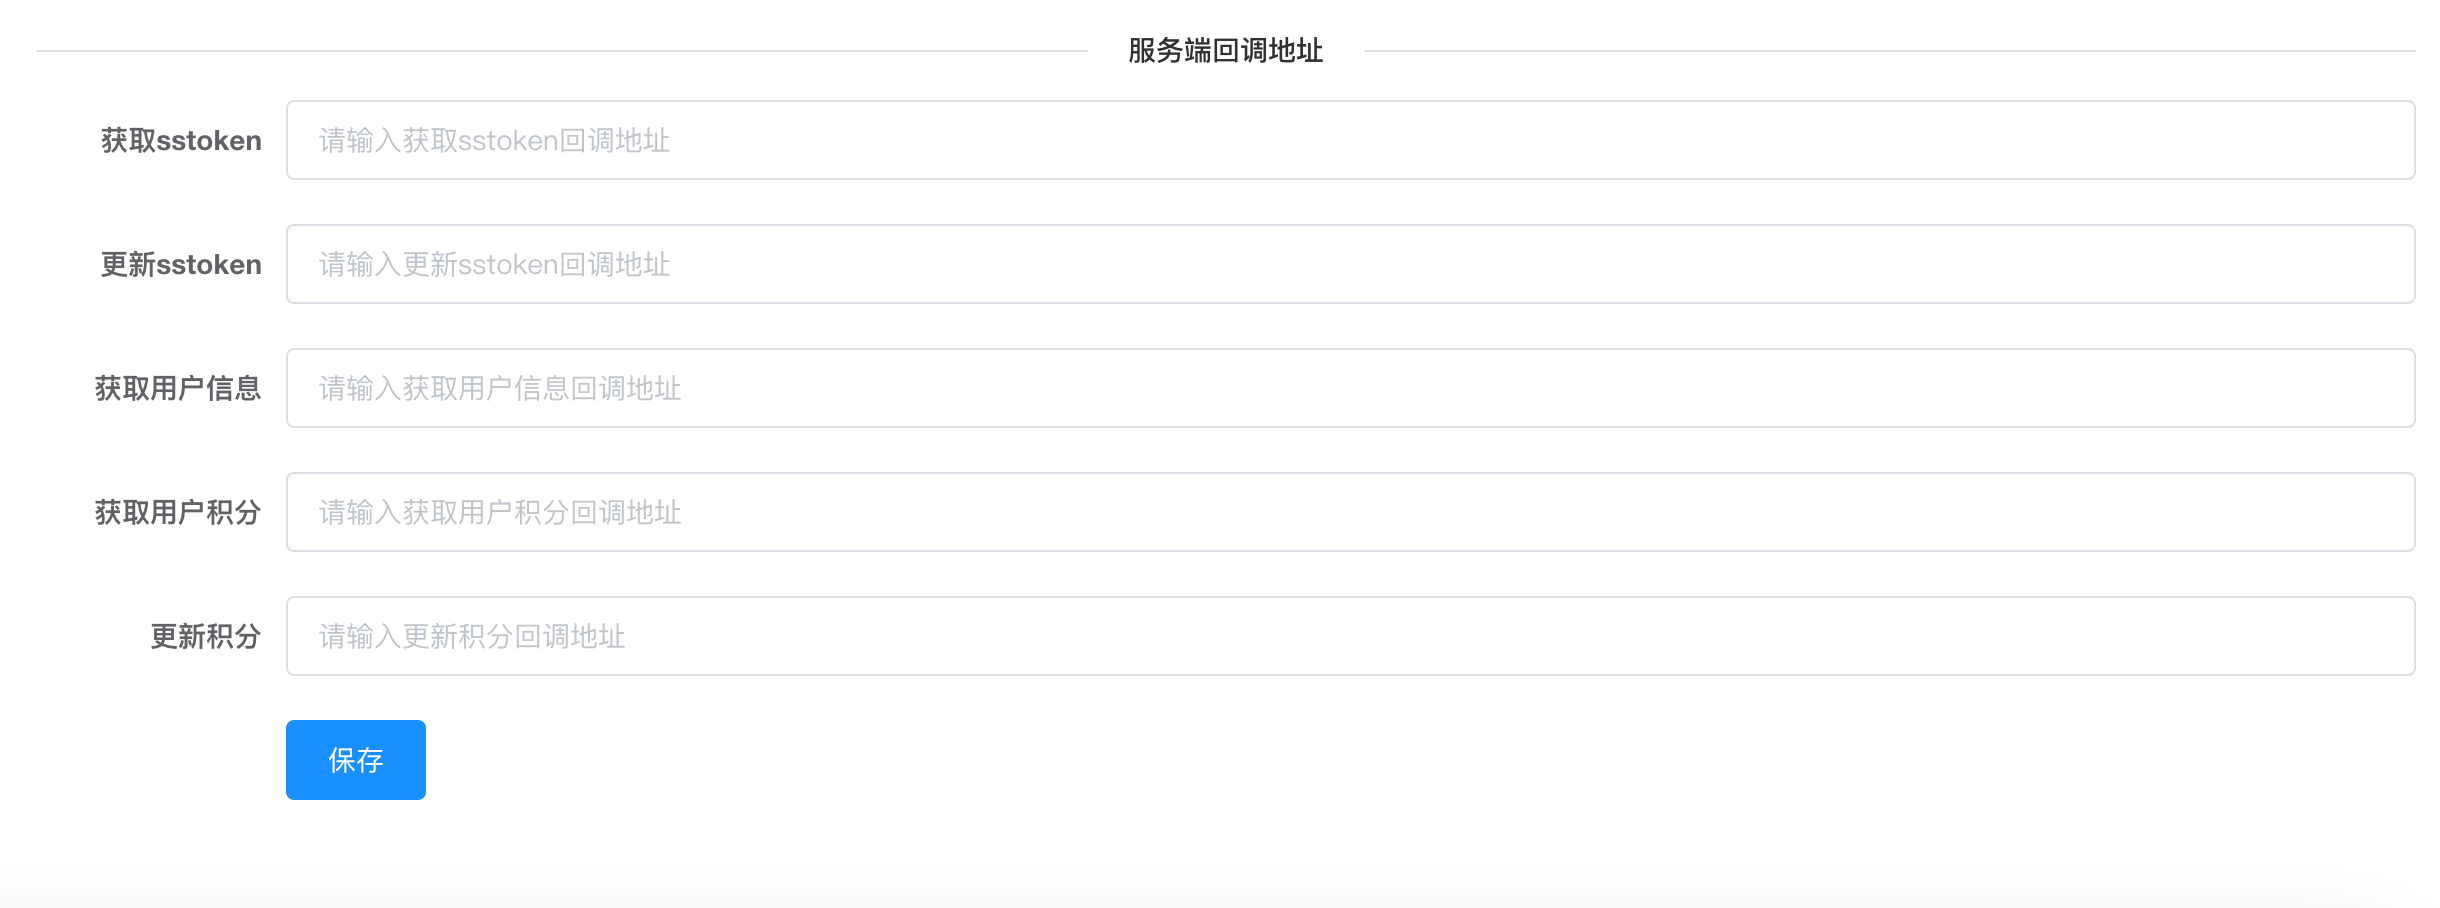 服务端回调地址
获取sstoken 请输入获取sstoken回调地址
更新sstoken 请输入更新sstoken回调地址
获取用户信息 请输入获取用户信息回调地址
获取用户积分 请输入获取用户积分回调地址
更新积分 请输入更新积分回调地址
保存